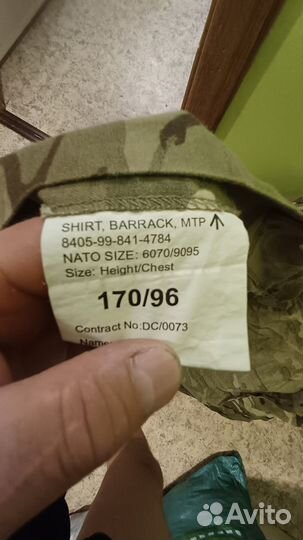 SHIRT, BARRACK, MTP
8405-99-841-4784
NATO SIZE: 6070/9095
Size: Height/Chest
170/96
Contract No: DC/0073
Name:
Avito